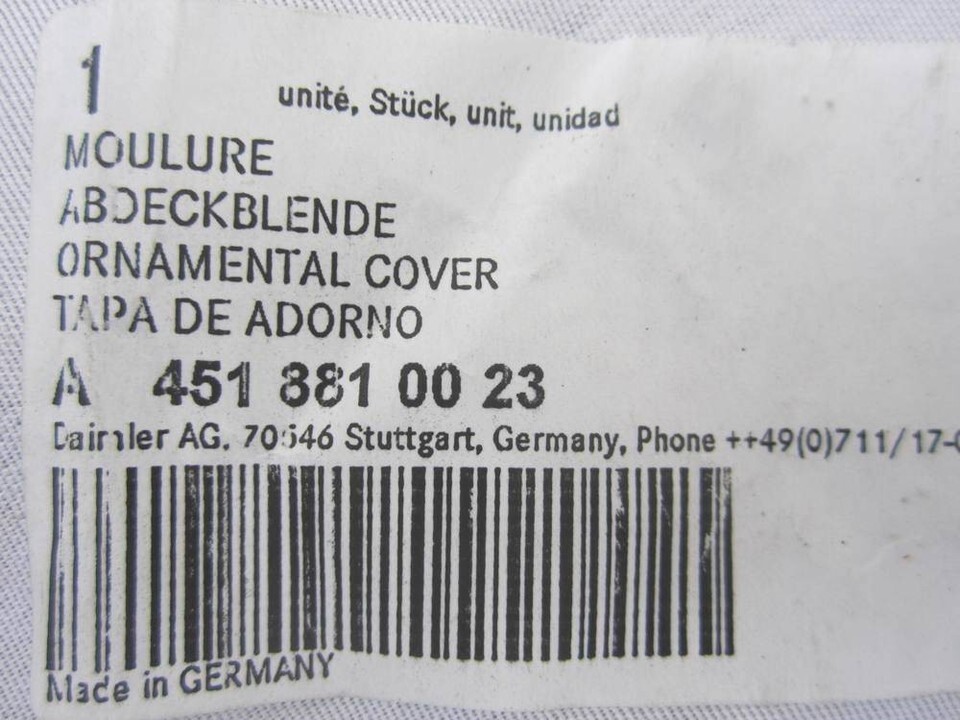 1
unité, Stück, unit, unidad
MOULURE
ABDECKBLENDE
ORNAMENTAL COVER
TAPA DE ADORNO
A 451 881 00 23
Daimler AG. 70546 Stuttgart, Germany, Phone ++49(0)711/17-0
Made in GERMANY